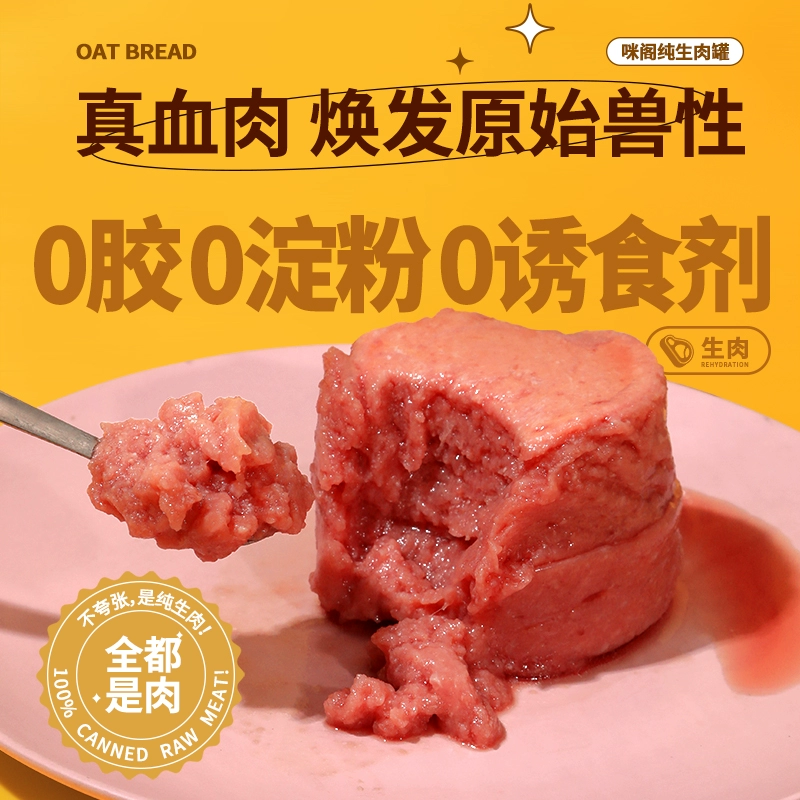 OAT BREAD
咪阁纯生肉罐
真血肉 焕发原始兽性
0胶0淀粉0诱食剂
生肉
REHYDRATION
不夸张,是纯生肉!
全都
是肉
100% CANNED RAW MEAT!